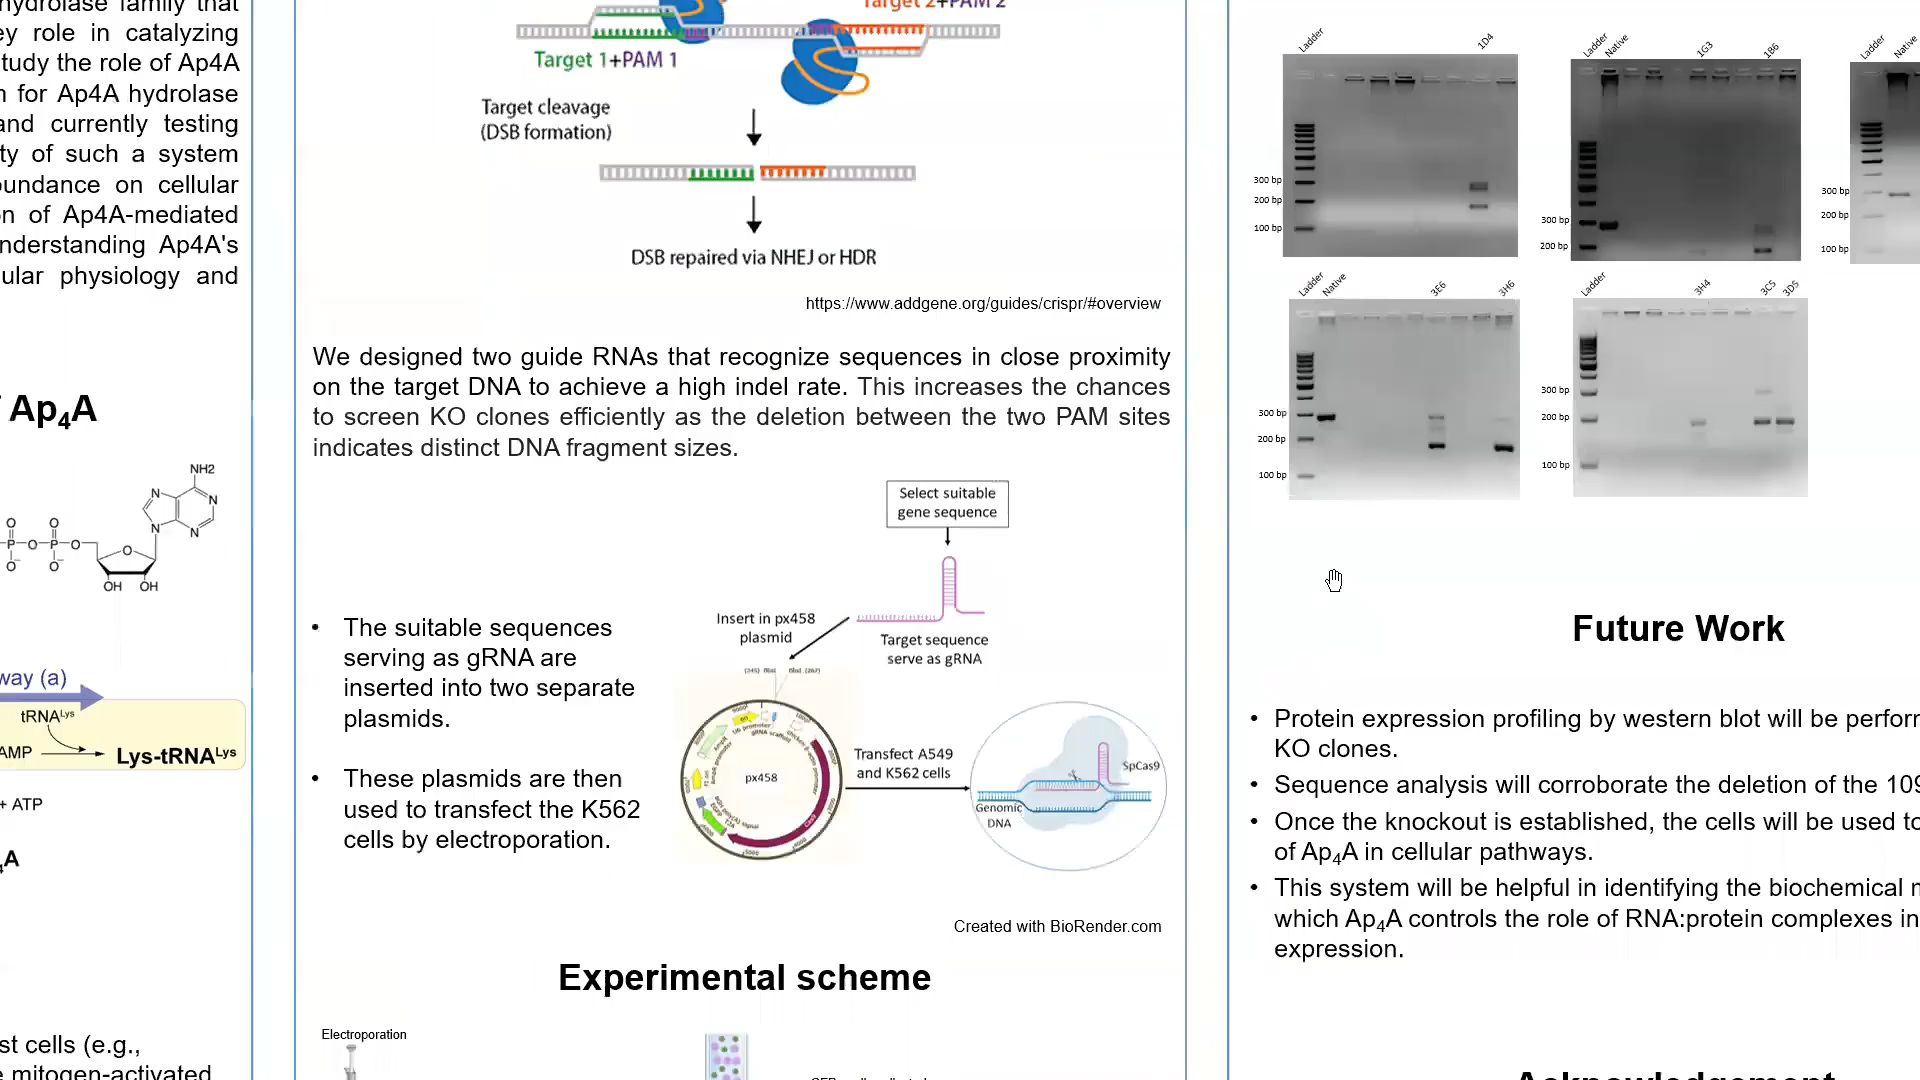 hydrolase family that
ey role in catalyzing
tudy the role of Ap4A
for Ap4A hydrolase
and currently testing
ty of such a system
oundance on cellular
on of Ap4A-mediated
nderstanding Ap4A's
ular physiology and
Ap₄A
NH2
N
N
N
N
O
O
P
O
P
O
O
O⁻
O⁻
OH
OH
way (a)
tRNAᴸʸˢ
AMP
Lys-tRNAᴸʸˢ
+ ATP
₄A
st cells (e.g.,
mitogen-activated
Target 2+PAM 2
Target 1+PAM 1
Target cleavage
(DSB formation)
DSB repaired via NHEJ or HDR
https://www.addgene.org/guides/crispr/#overview
We designed two guide RNAs that recognize sequences in close proximity
on the target DNA to achieve a high indel rate. This increases the chances
to screen KO clones efficiently as the deletion between the two PAM sites
indicates distinct DNA fragment sizes.
Select suitable
gene sequence
Insert in px458
plasmid
Target sequence
serve as gRNA
• The suitable sequences
serving as gRNA are
inserted into two separate
plasmids.
• These plasmids are then
used to transfect the K562
cells by electroporation.
px458
Transfect A549
and K562 cells
SpCas9
Genomic
DNA
Created with BioRender.com
Experimental scheme
Electroporation
Ladder
1D4
300 bp
200 bp
100 bp
Ladder
Native
1G3
1B6
300 bp
200 bp
Ladder
Native
300 bp
200 bp
100 bp
Ladder
Native
3E6
3H6
300 bp
200 bp
100 bp
Ladder
3H4
3C5
3D5
300 bp
200 bp
100 bp
Future Work
• Protein expression profiling by western blot will be perfor
KO clones.
• Sequence analysis will corroborate the deletion of the 109
• Once the knockout is established, the cells will be used to
of Ap₄A in cellular pathways.
• This system will be helpful in identifying the biochemical
which Ap₄A controls the role of RNA:protein complexes in
expression.
Acknowledgement